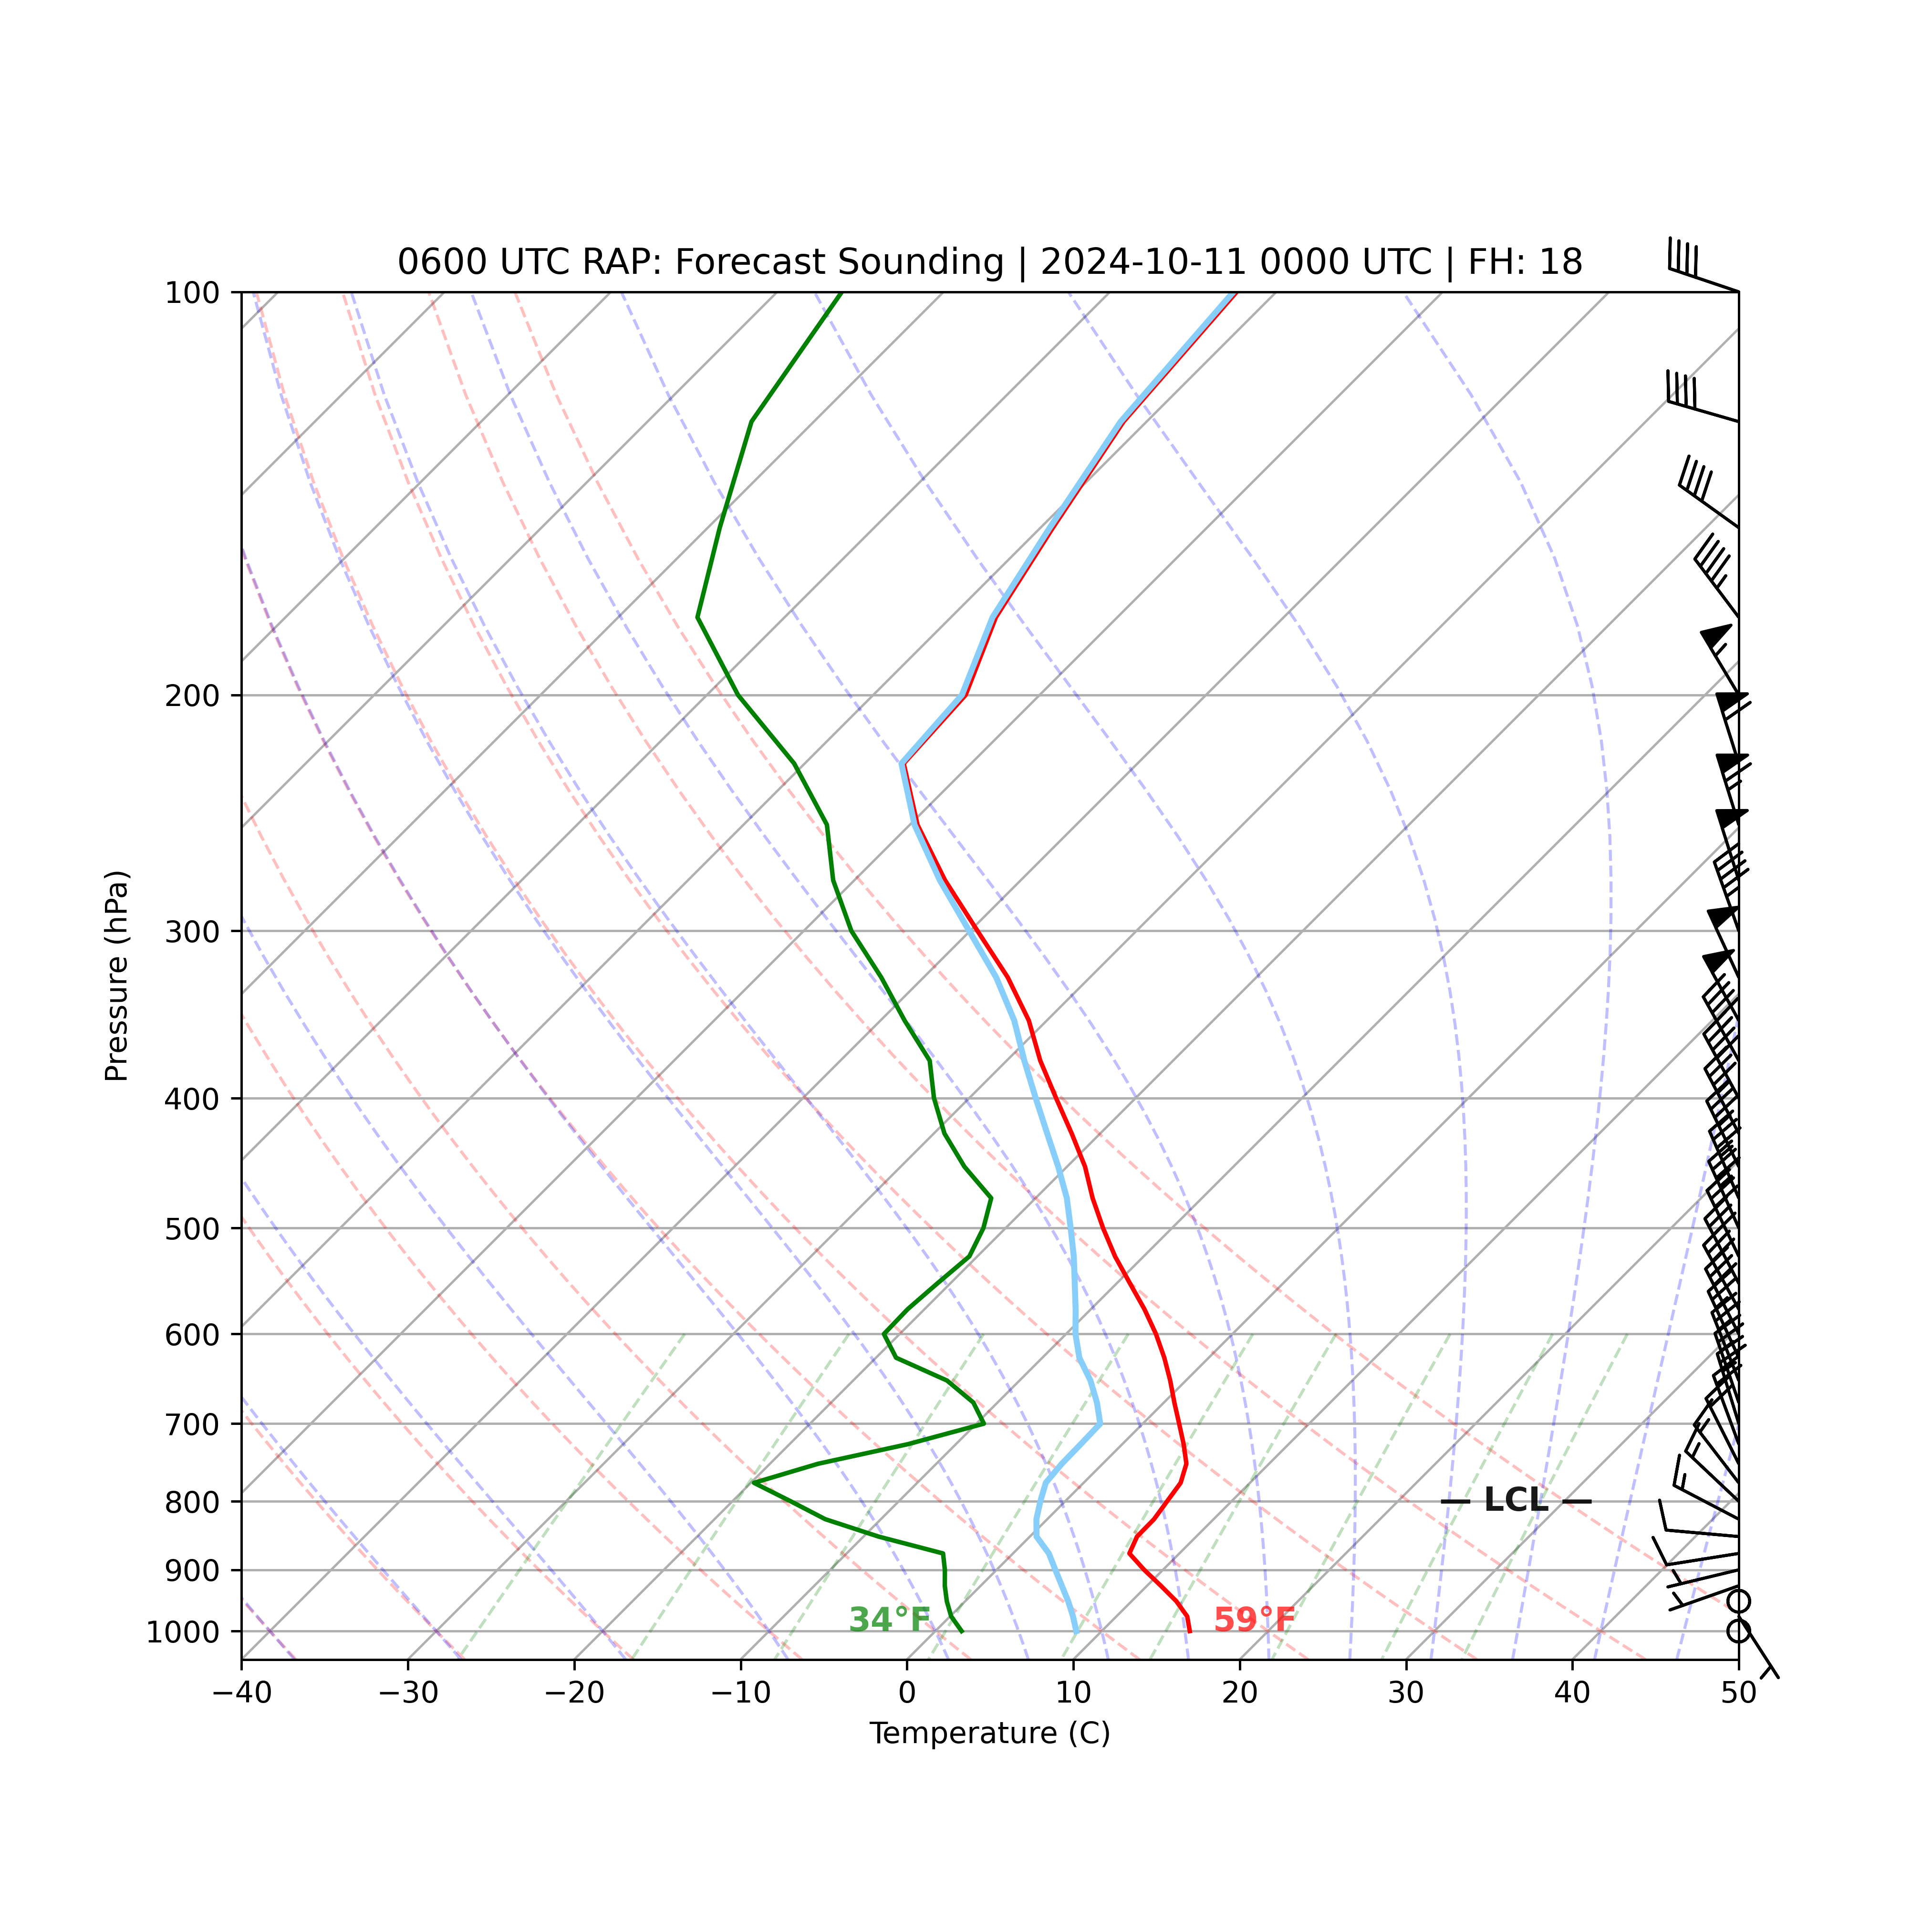 0600 UTC RAP: Forecast Sounding | 2024-10-11 0000 UTC | FH: 18
100
200
300
400
500
600
700
800
900
1000
Pressure (hPa)
LCL
34°F
59°F
−40 −30 −20 −10 0 10 20 30 40 50
Temperature (C)